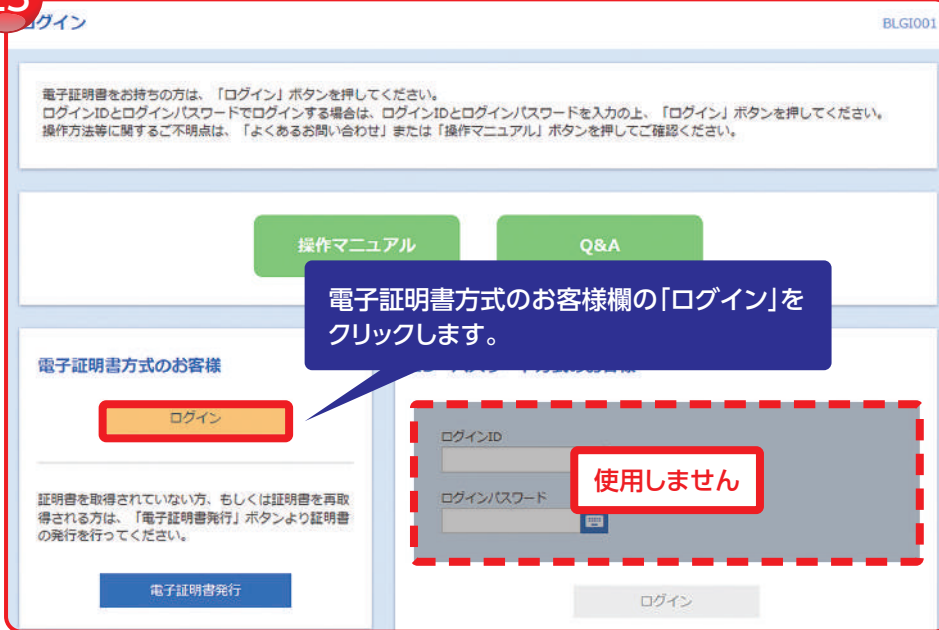 ログイン
BLGI001
電子証明書をお持ちの方は、「ログイン」ボタンを押してください。
ログインIDとログインパスワードでログインする場合は、ログインIDとログインパスワードを入力の上、「ログイン」ボタンを押してください。
操作方法等に関するご不明点は、「よくあるお問い合わせ」または「操作マニュアル」ボタンを押してご確認ください。
操作マニュアル
Q&A
電子証明書方式のお客様欄の「ログイン」を
クリックします。
電子証明書方式のお客様
ログイン
証明書を取得されていない方、もしくは証明書を再取
得される方は、「電子証明書発行」ボタンより証明書
の発行を行ってください。
電子証明書発行
ログインID
使用しません
ログインパスワード
ログイン